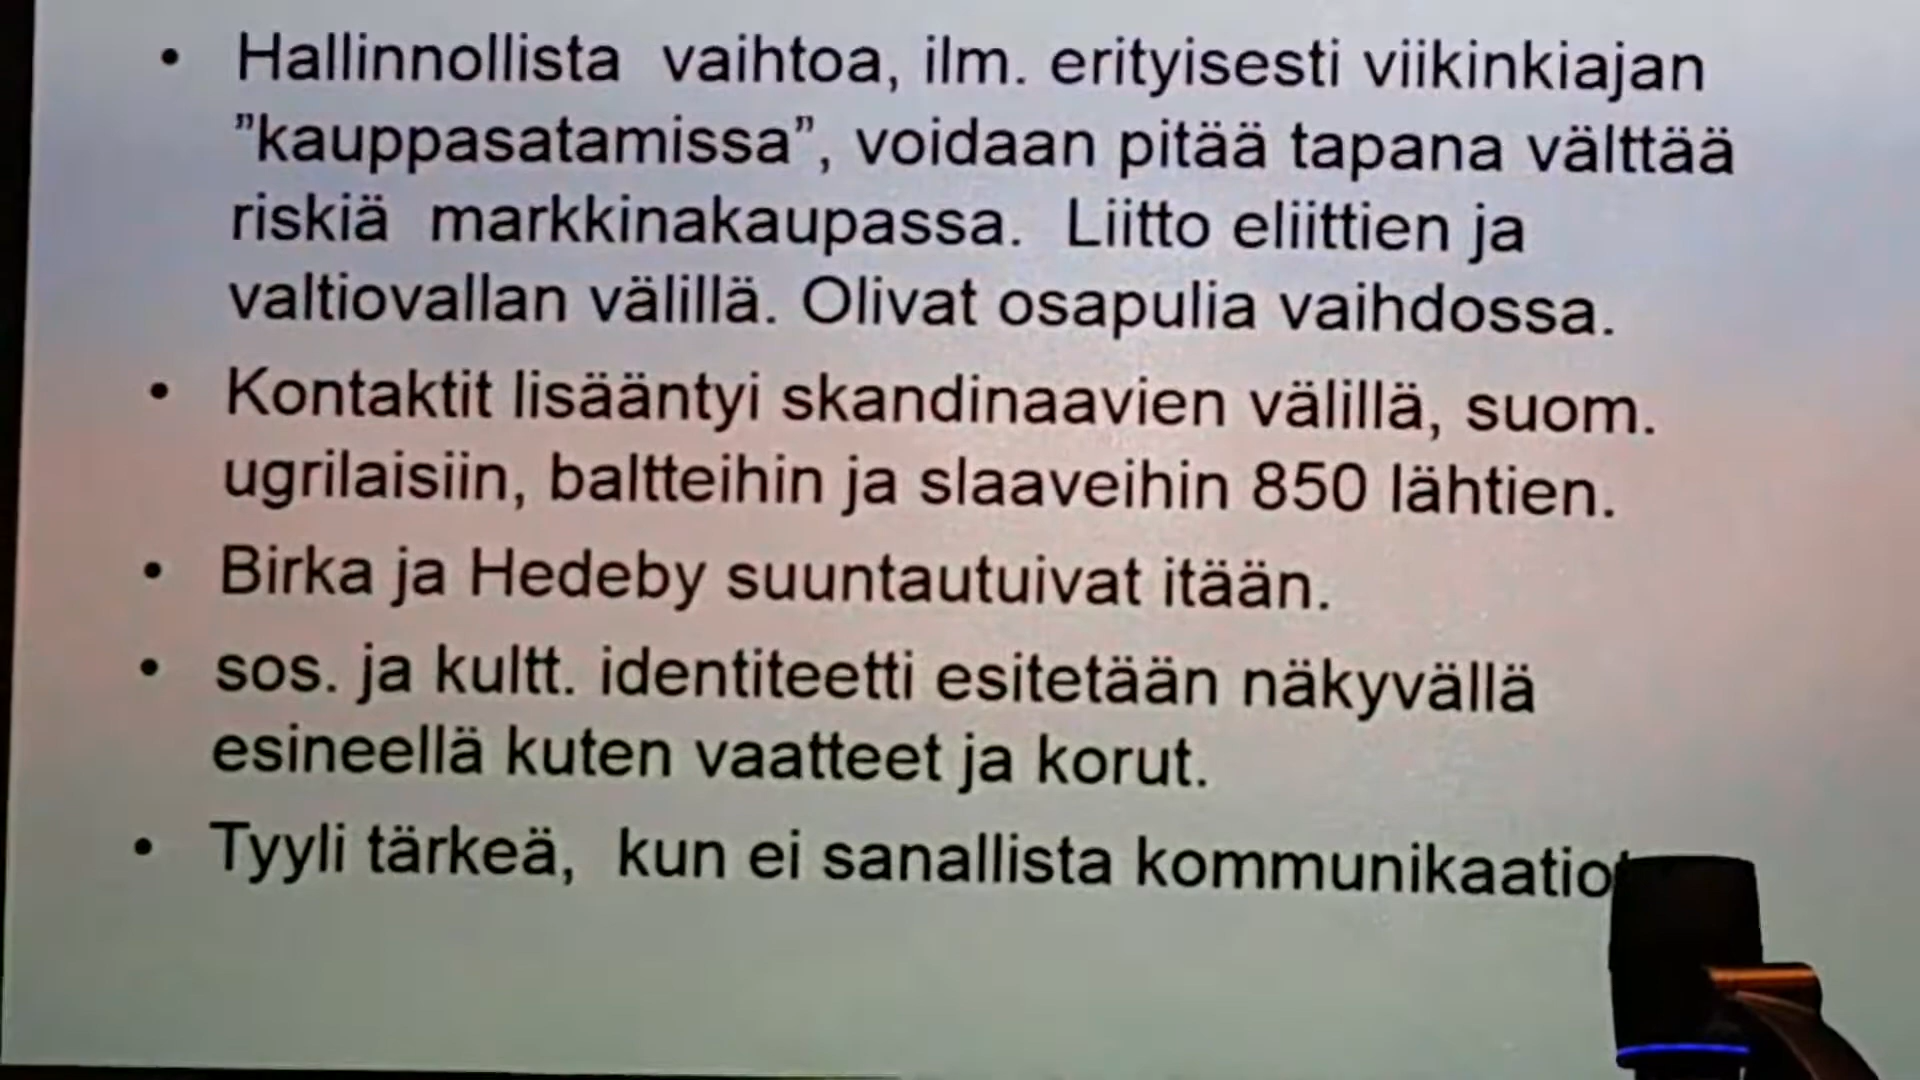 • Hallinnollista vaihtoa, ilm. erityisesti viikinkiajan
”kauppasatamissa”, voidaan pitää tapana välttää
riskiä markkinakaupassa. Liitto eliittien ja
valtiovallan välillä. Olivat osapulia vaihdossa.
• Kontaktit lisääntyi skandinaavien välillä, suom.
ugrilaisiin, baltteihin ja slaaveihin 850 lähtien.
• Birka ja Hedeby suuntautuivat itään.
• sos. ja kultt. identiteetti esitetään näkyvällä
esineellä kuten vaatteet ja korut.
• Tyyli tärkeä, kun ei sanallista